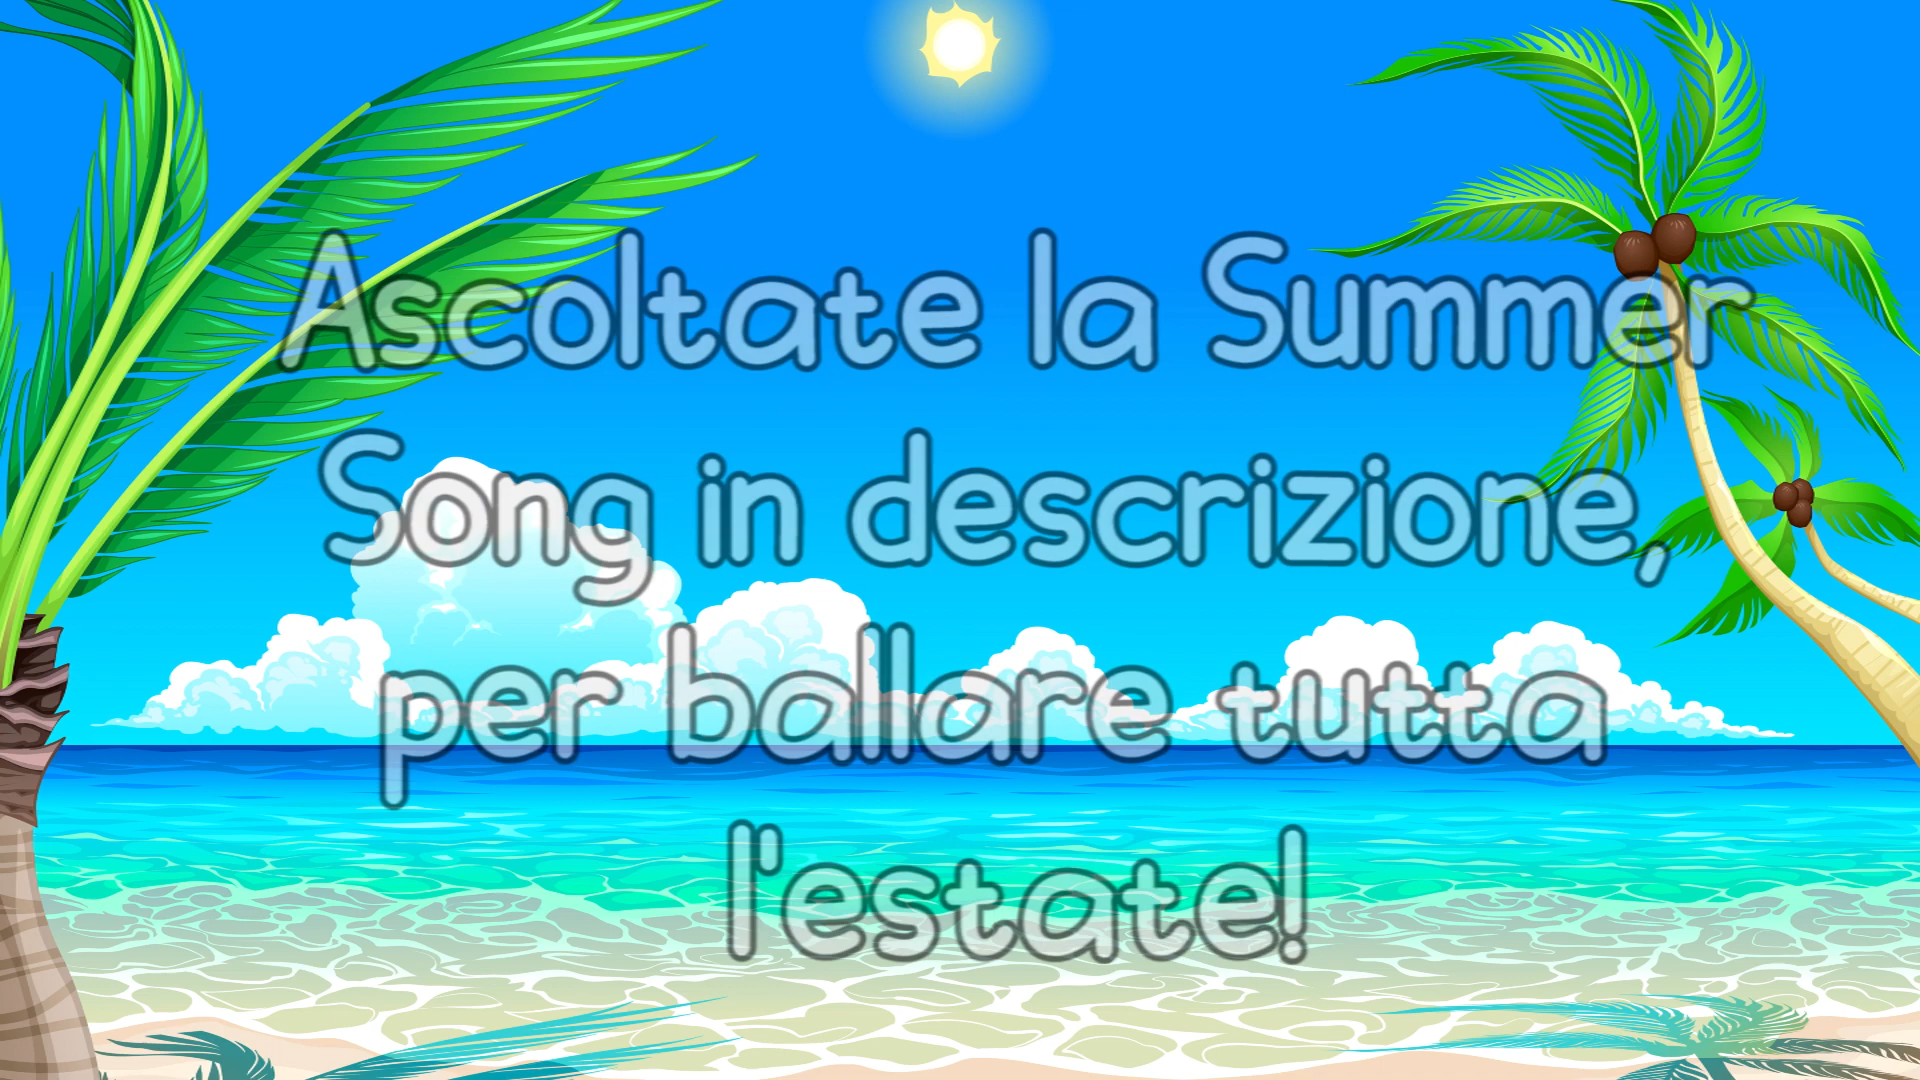 Ascoltate la Summer
Song in descrizione,
per ballare tutta
l'estate!